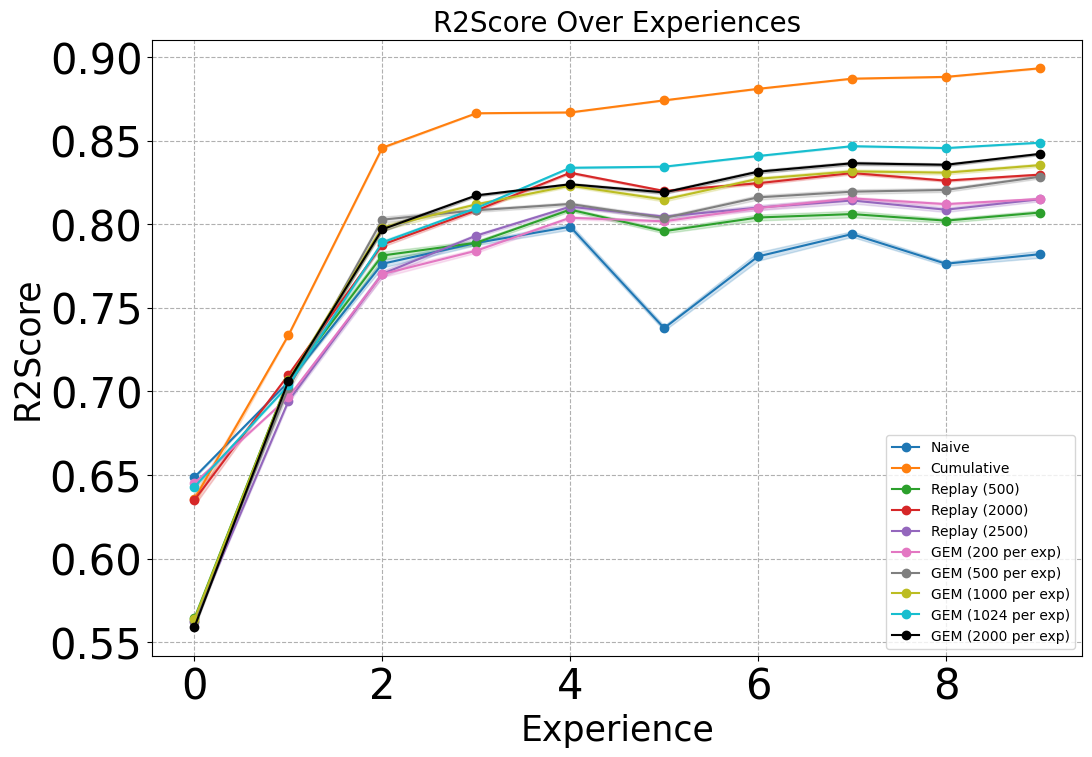 R2Score Over Experiences
0.90
0.85
0.80
0.75
0.70
0.65
0.60
0.55
R2Score
0
2
4
6
8
Experience
Naive
Cumulative
Replay (500)
Replay (2000)
Replay (2500)
GEM (200 per exp)
GEM (500 per exp)
GEM (1000 per exp)
GEM (1024 per exp)
GEM (2000 per exp)